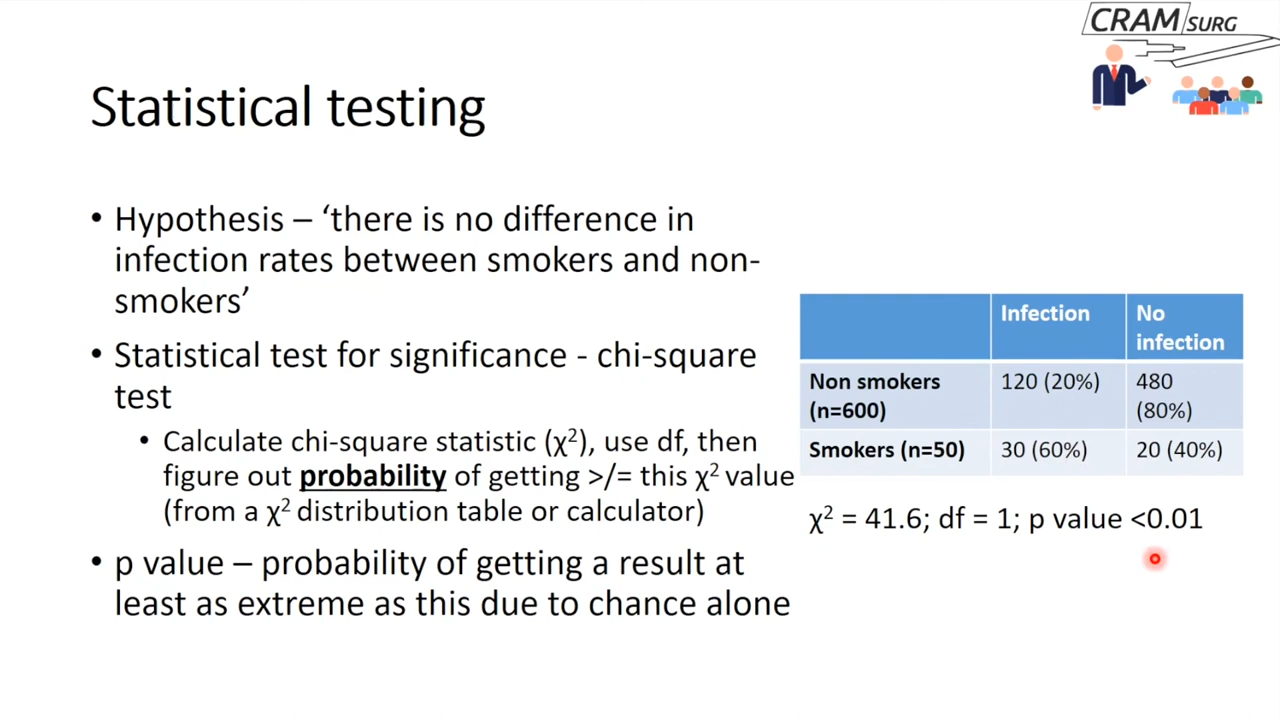 CRAM SURG
Statistical testing
• Hypothesis – ‘there is no difference in
infection rates between smokers and non-
smokers’
• Statistical test for significance - chi-square
test
• Calculate chi-square statistic (χ²), use df, then
figure out probability of getting >/= this χ² value
(from a χ² distribution table or calculator)
• p value – probability of getting a result at
least as extreme as this due to chance alone
Infection
No
infection
Non smokers
(n=600)
120 (20%)
480
(80%)
Smokers (n=50)
30 (60%)
20 (40%)
χ² = 41.6; df = 1; p value <0.01